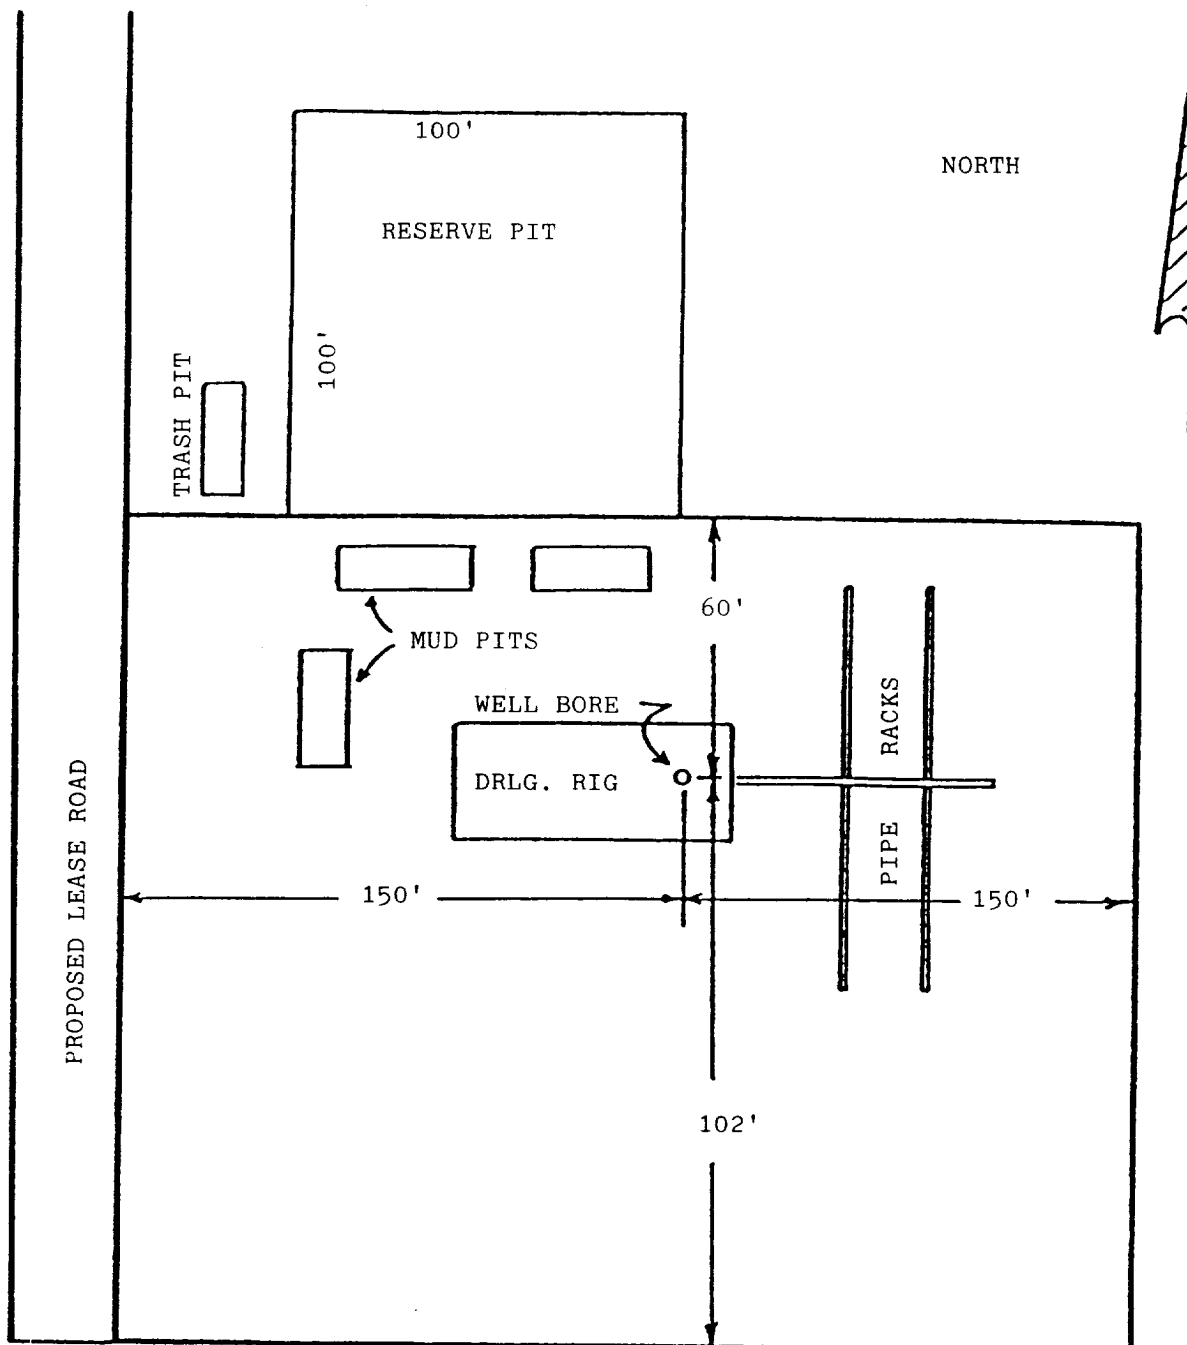 100'
NORTH
RESERVE PIT
100'
TRASH PIT
60'
MUD PITS
WELL BORE
PIPE RACKS
DRLG. RIG
150'
150'
PROPOSED LEASE ROAD
102'